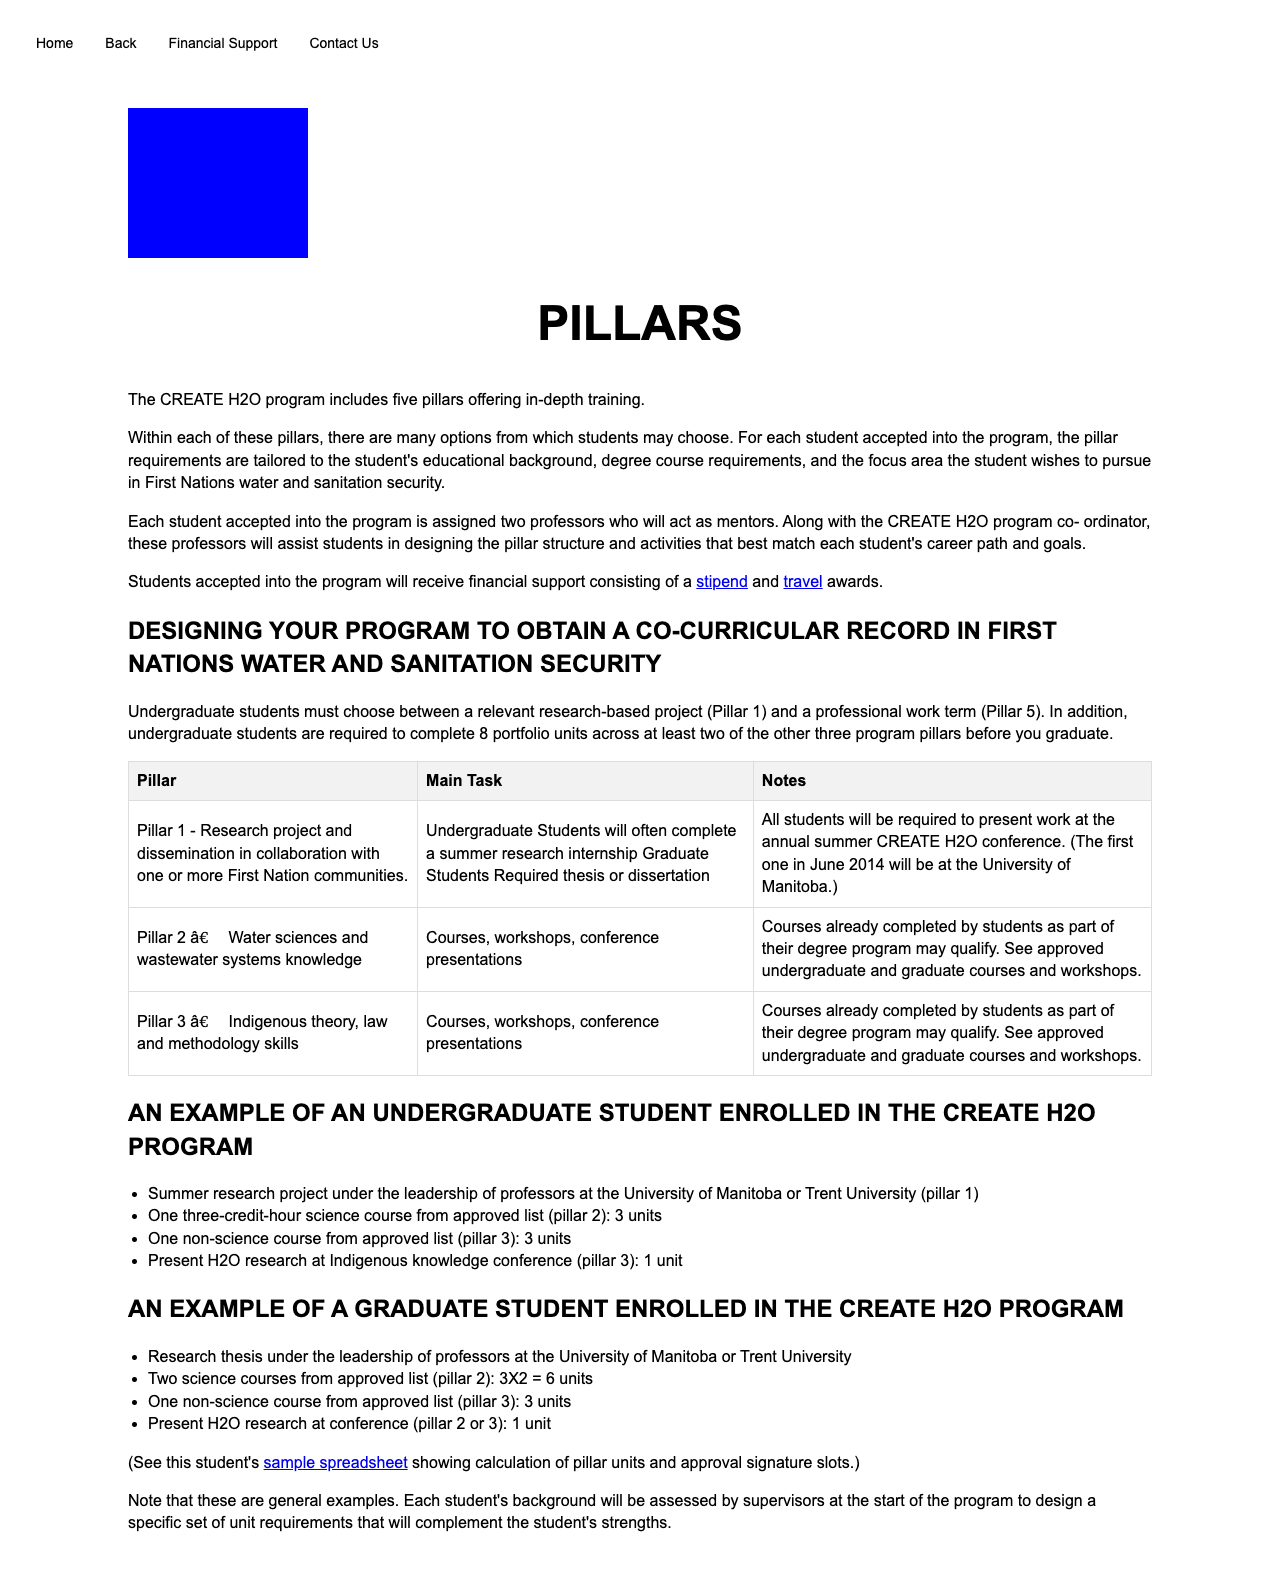 Home Back Financial Support Contact Us
PILLARS
The CREATE H2O program includes five pillars offering in-depth training.
Within each of these pillars, there are many options from which students may choose. For each student accepted into the program, the pillar
requirements are tailored to the student's educational background, degree course requirements, and the focus area the student wishes to pursue
in First Nations water and sanitation security.
Each student accepted into the program is assigned two professors who will act as mentors. Along with the CREATE H2O program co- ordinator,
these professors will assist students in designing the pillar structure and activities that best match each student's career path and goals.
Students accepted into the program will receive financial support consisting of a stipend and travel awards.
DESIGNING YOUR PROGRAM TO OBTAIN A CO-CURRICULAR RECORD IN FIRST
NATIONS WATER AND SANITATION SECURITY
Undergraduate students must choose between a relevant research-based project (Pillar 1) and a professional work term (Pillar 5). In addition,
undergraduate students are required to complete 8 portfolio units across at least two of the other three program pillars before you graduate.
Pillar Main Task Notes
Pillar 1 - Research project and
dissemination in collaboration with
one or more First Nation communities.
Undergraduate Students will often complete
a summer research internship Graduate
Students Required thesis or dissertation
All students will be required to present work at the
annual summer CREATE H2O conference. (The first
one in June 2014 will be at the University of
Manitoba.)
Pillar 2 â€ Water sciences and
wastewater systems knowledge
Courses, workshops, conference
presentations
Courses already completed by students as part of
their degree program may qualify. See approved
undergraduate and graduate courses and workshops.
Pillar 3 â€ Indigenous theory, law
and methodology skills
Courses, workshops, conference
presentations
Courses already completed by students as part of
their degree program may qualify. See approved
undergraduate and graduate courses and workshops.
AN EXAMPLE OF AN UNDERGRADUATE STUDENT ENROLLED IN THE CREATE H2O
PROGRAM
• Summer research project under the leadership of professors at the University of Manitoba or Trent University (pillar 1)
• One three-credit-hour science course from approved list (pillar 2): 3 units
• One non-science course from approved list (pillar 3): 3 units
• Present H2O research at Indigenous knowledge conference (pillar 3): 1 unit
AN EXAMPLE OF A GRADUATE STUDENT ENROLLED IN THE CREATE H2O PROGRAM
• Research thesis under the leadership of professors at the University of Manitoba or Trent University
• Two science courses from approved list (pillar 2): 3X2 = 6 units
• One non-science course from approved list (pillar 3): 3 units
• Present H2O research at conference (pillar 2 or 3): 1 unit
(See this student's sample spreadsheet showing calculation of pillar units and approval signature slots.)
Note that these are general examples. Each student's background will be assessed by supervisors at the start of the program to design a
specific set of unit requirements that will complement the student's strengths.